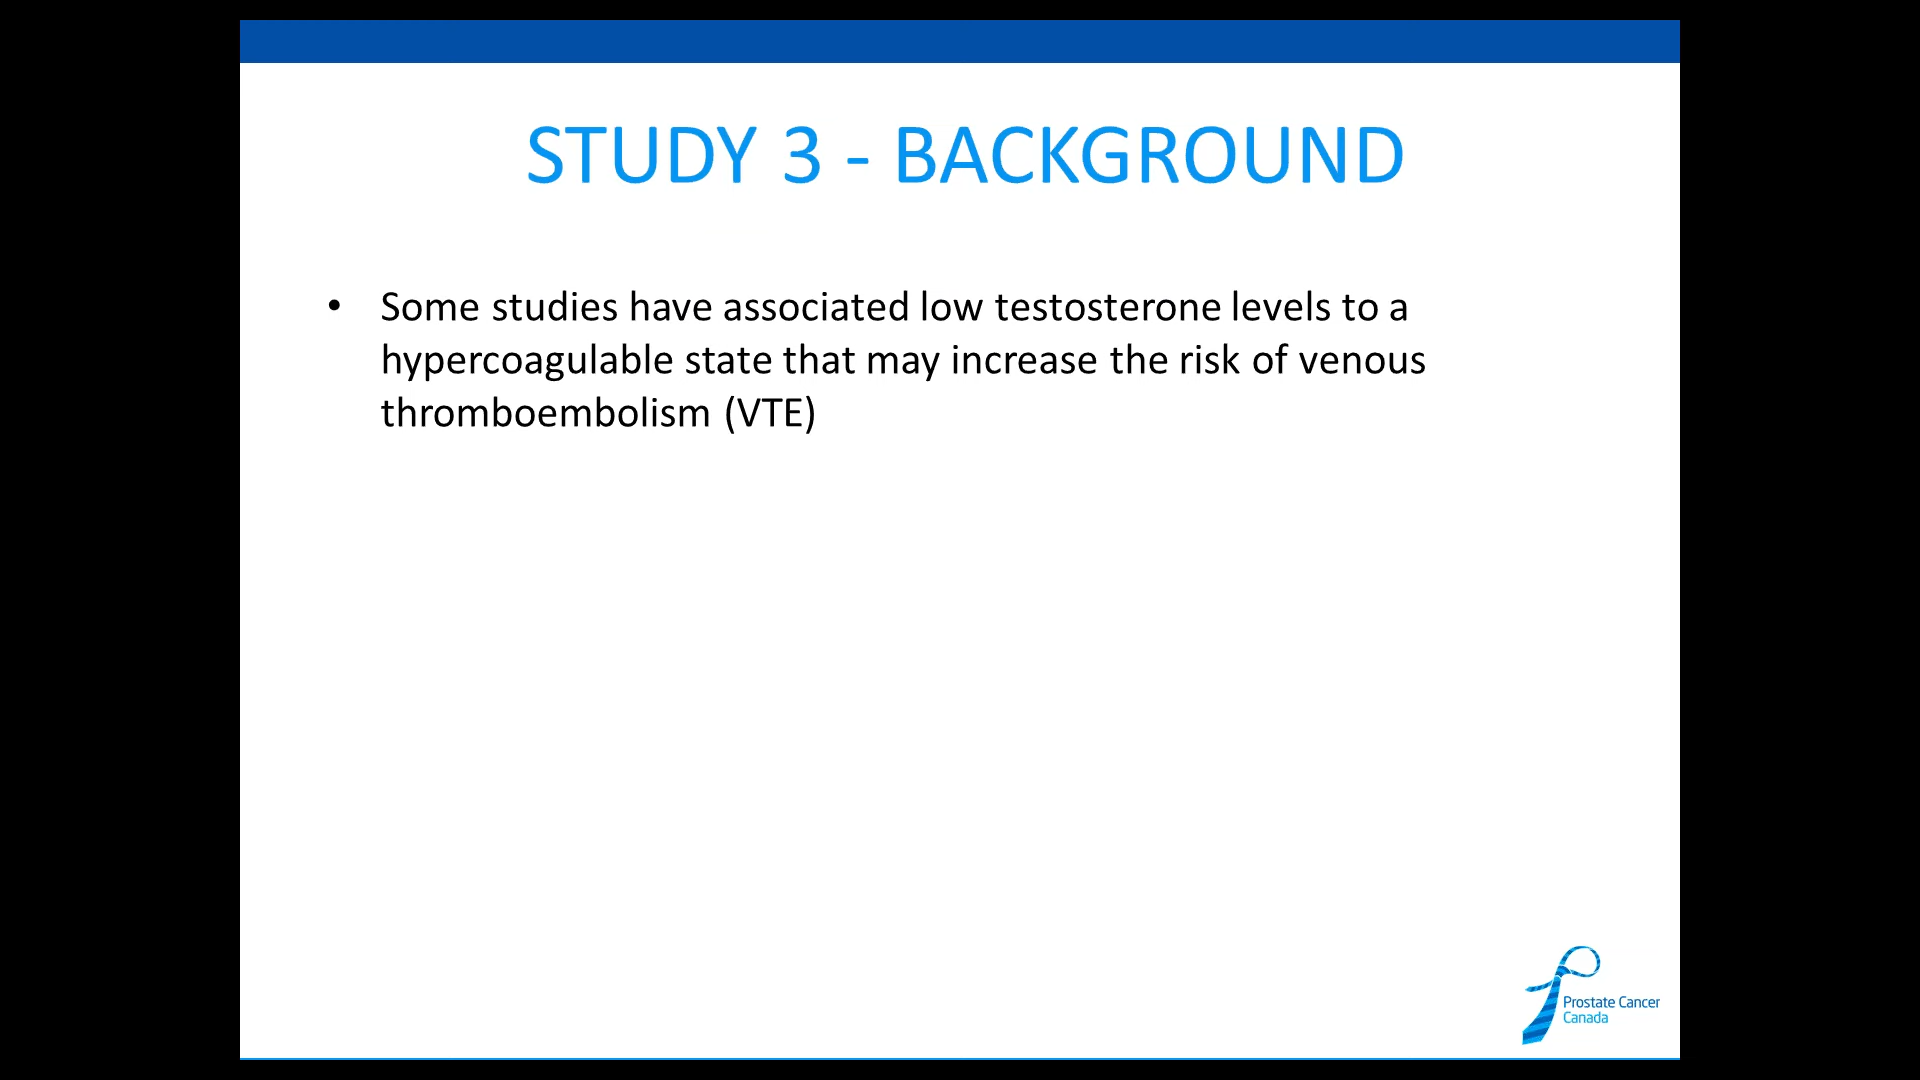 STUDY 3 - BACKGROUND
• Some studies have associated low testosterone levels to a
hypercoagulable state that may increase the risk of venous
thromboembolism (VTE)
Prostate Cancer
Canada